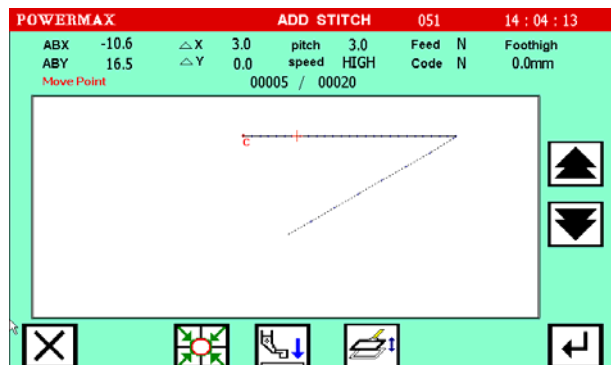 POWERMAX ADD STITCH 051 14 : 04 : 13
ABX -10.6 △X 3.0 pitch 3.0 Feed N Foothigh
ABY 16.5 △Y 0.0 speed HIGH Code N 0.0mm
Move Point 00005 / 00020
C